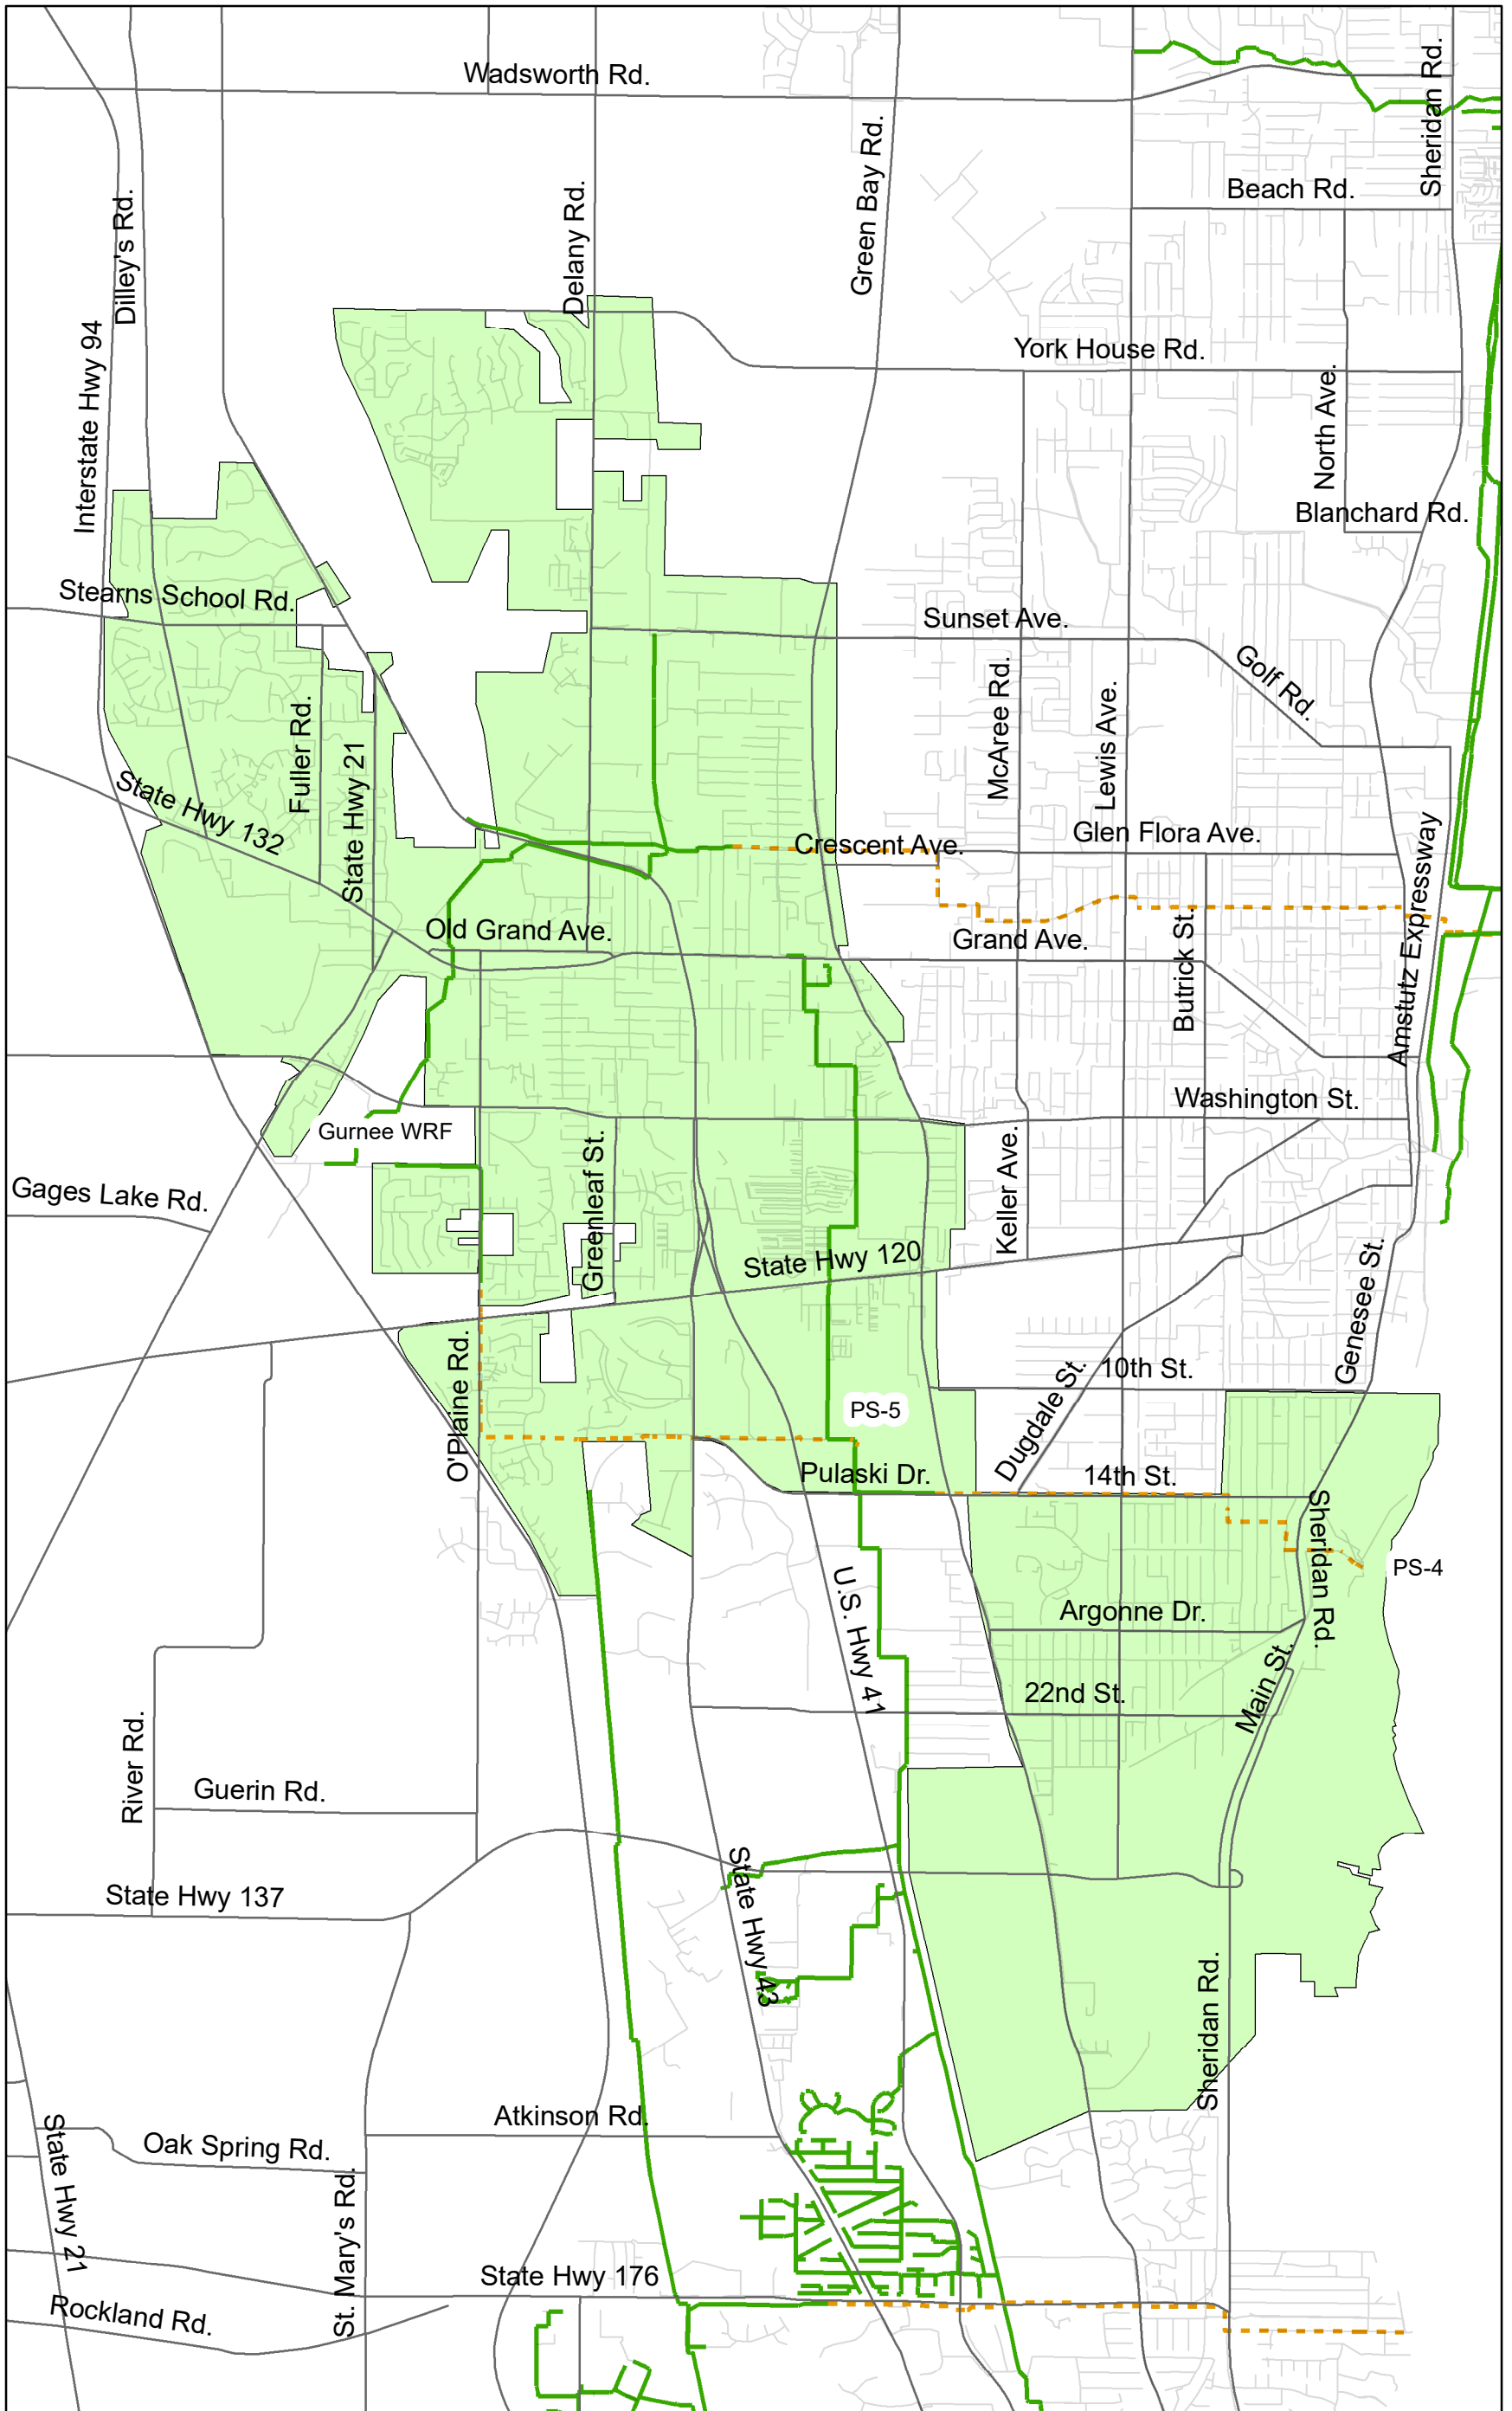 Wadsworth Rd.
Sheridan Rd.
Green Bay Rd.
Beach Rd.
Delany Rd.
Dilley's Rd.
Interstate Hwy 94
York House Rd.
North Ave.
Blanchard Rd.
Stearns School Rd.
Sunset Ave.
Golf Rd.
McAree Rd.
Lewis Ave.
Fuller Rd.
State Hwy 21
State Hwy 132
Crescent Ave.
Glen Flora Ave.
Amstutz Expressway
Old Grand Ave.
Grand Ave.
Butrick St.
Washington St.
Gurnee WRF
Greenleaf St.
Keller Ave.
Gages Lake Rd.
State Hwy 120
Genesee St.
O'Plaine Rd.
10th St.
Dugdale St.
PS-5
Pulaski Dr.
14th St.
Sheridan Rd.
PS-4
U.S. Hwy 41
Argonne Dr.
Main St.
22nd St.
River Rd.
Guerin Rd.
State Hwy 43
State Hwy 137
Sheridan Rd.
Atkinson Rd.
Oak Spring Rd.
State Hwy 21
St. Mary's Rd.
State Hwy 176
Rockland Rd.